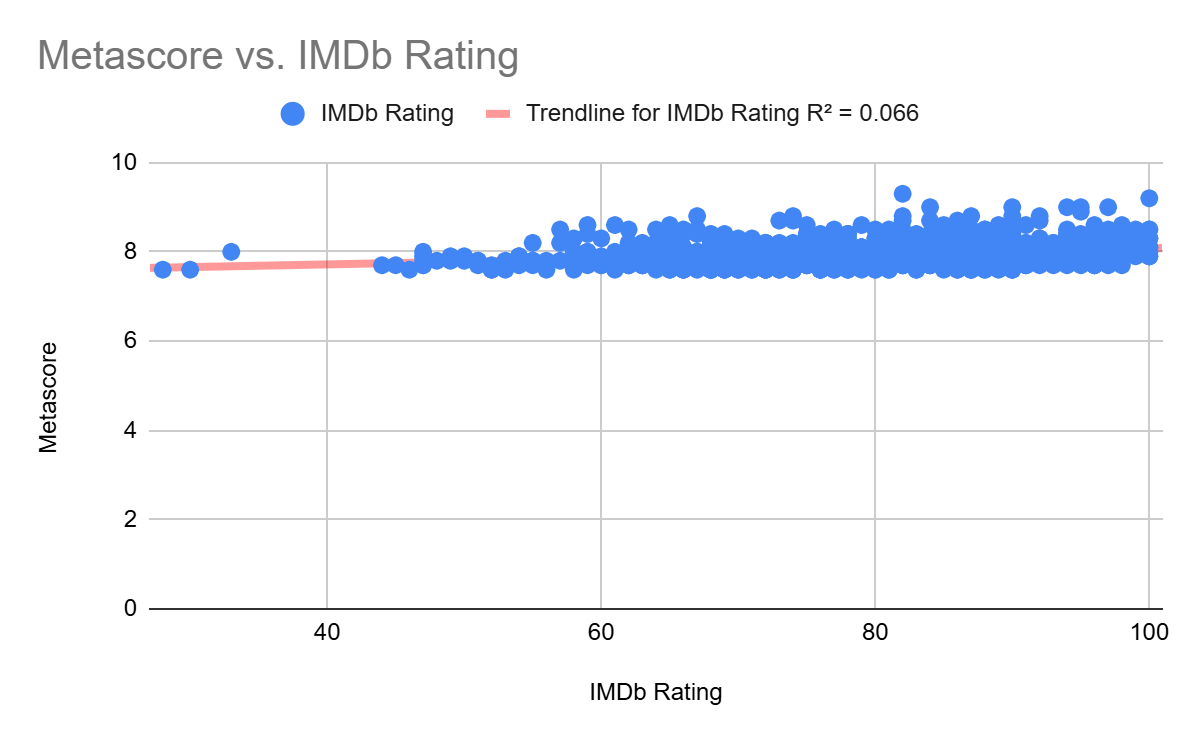 Metascore vs. IMDb Rating
IMDb Rating
Trendline for IMDb Rating R² = 0.066
10
8
6
4
2
0
Metascore
40
60
80
100
IMDb Rating